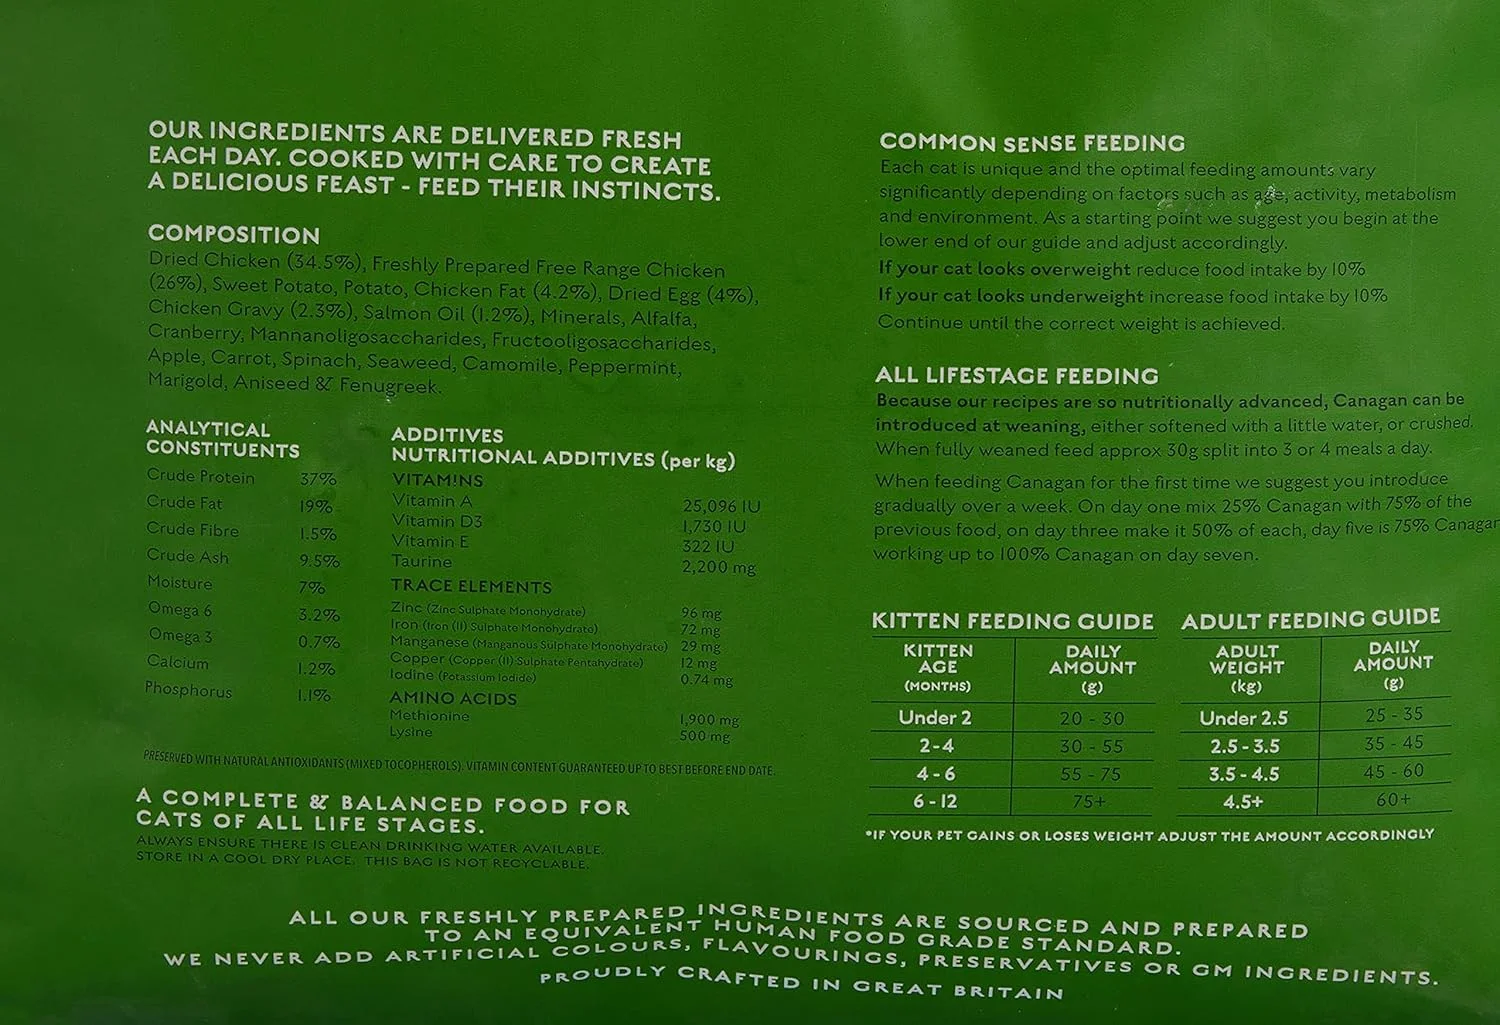 OUR INGREDIENTS ARE DELIVERED FRESH
EACH DAY. COOKED WITH CARE TO CREATE
A DELICIOUS FEAST - FEED THEIR INSTINCTS.
COMPOSITION
Dried Chicken (34.5%), Freshly Prepared Free Range Chicken
(26%), Sweet Potato, Potato, Chicken Fat (4.2%), Dried Egg (4%),
Chicken Gravy (2.3%), Salmon Oil (1.2%), Minerals, Alfalfa,
Cranberry, Mannanoligosaccharides, Fructooligosaccharides,
Apple, Carrot, Spinach, Seaweed, Camomile, Peppermint,
Marigold, Aniseed & Fenugreek.
ANALYTICAL
CONSTITUENTS
Crude Protein 37%
Crude Fat 19%
Crude Fibre 1.5%
Crude Ash 9.5%
Moisture 7%
Omega 6 3.2%
Omega 3 0.7%
Calcium 1.2%
Phosphorus 1.1%
ADDITIVES
NUTRITIONAL ADDITIVES (per kg)
VITAM!NS
Vitamin A 25,096 IU
Vitamin D3 1,730 IU
Vitamin E 322 IU
Taurine 2,200 mg
TRACE ELEMENTS
Zinc (Zinc Sulphate Monohydrate) 96 mg
Iron (Iron (II) Sulphate Monohydrate) 72 mg
Manganese (Manganous Sulphate Monohydrate) 29 mg
Copper (Copper (II) Sulphate Pentahydrate) 12 mg
Iodine (Potassium Iodide) 0.74 mg
AMINO ACIDS
Methionine 1,900 mg
Lysine 500 mg
PRESERVED WITH NATURAL ANTIOXIDANTS (MIXED TOCOPHEROLS). VITAMIN CONTENT GUARANTEED UP TO BEST BEFORE END DATE.
A COMPLETE & BALANCED FOOD FOR
CATS OF ALL LIFE STAGES.
ALWAYS ENSURE THERE IS CLEAN DRINKING WATER AVAILABLE.
STORE IN A COOL DRY PLACE. THIS BAG IS NOT RECYCLABLE.
COMMON SENSE FEEDING
Each cat is unique and the optimal feeding amounts vary
significantly depending on factors such as age, activity, metabolism
and environment. As a starting point we suggest you begin at the
lower end of our guide and adjust accordingly.
If your cat looks overweight reduce food intake by 10%
If your cat looks underweight increase food intake by 10%
Continue until the correct weight is achieved.
ALL LIFESTAGE FEEDING
Because our recipes are so nutritionally advanced, Canagan can be
introduced at weaning, either softened with a little water, or crushed.
When fully weaned feed approx 30g split into 3 or 4 meals a day.
When feeding Canagan for the first time we suggest you introduce
gradually over a week. On day one mix 25% Canagan with 75% of the
previous food, on day three make it 50% of each, day five is 75% Canagan
working up to 100% Canagan on day seven.
KITTEN FEEDING GUIDE
KITTEN AGE (MONTHS) DAILY AMOUNT (g)
Under 2 20 - 30
2-4 30 - 55
4 - 6 55 - 75
6 - 12 75+
ADULT FEEDING GUIDE
ADULT WEIGHT (kg) DAILY AMOUNT (g)
Under 2.5 25 - 35
2.5 - 3.5 35 - 45
3.5 - 4.5 45 - 60
4.5+ 60+
*IF YOUR PET GAINS OR LOSES WEIGHT ADJUST THE AMOUNT ACCORDINGLY
ALL OUR FRESHLY PREPARED INGREDIENTS ARE SOURCED AND PREPARED
TO AN EQUIVALENT HUMAN FOOD GRADE STANDARD.
WE NEVER ADD ARTIFICIAL COLOURS, FLAVOURINGS, PRESERVATIVES OR GM INGREDIENTS.
PROUDLY CRAFTED IN GREAT BRITAIN